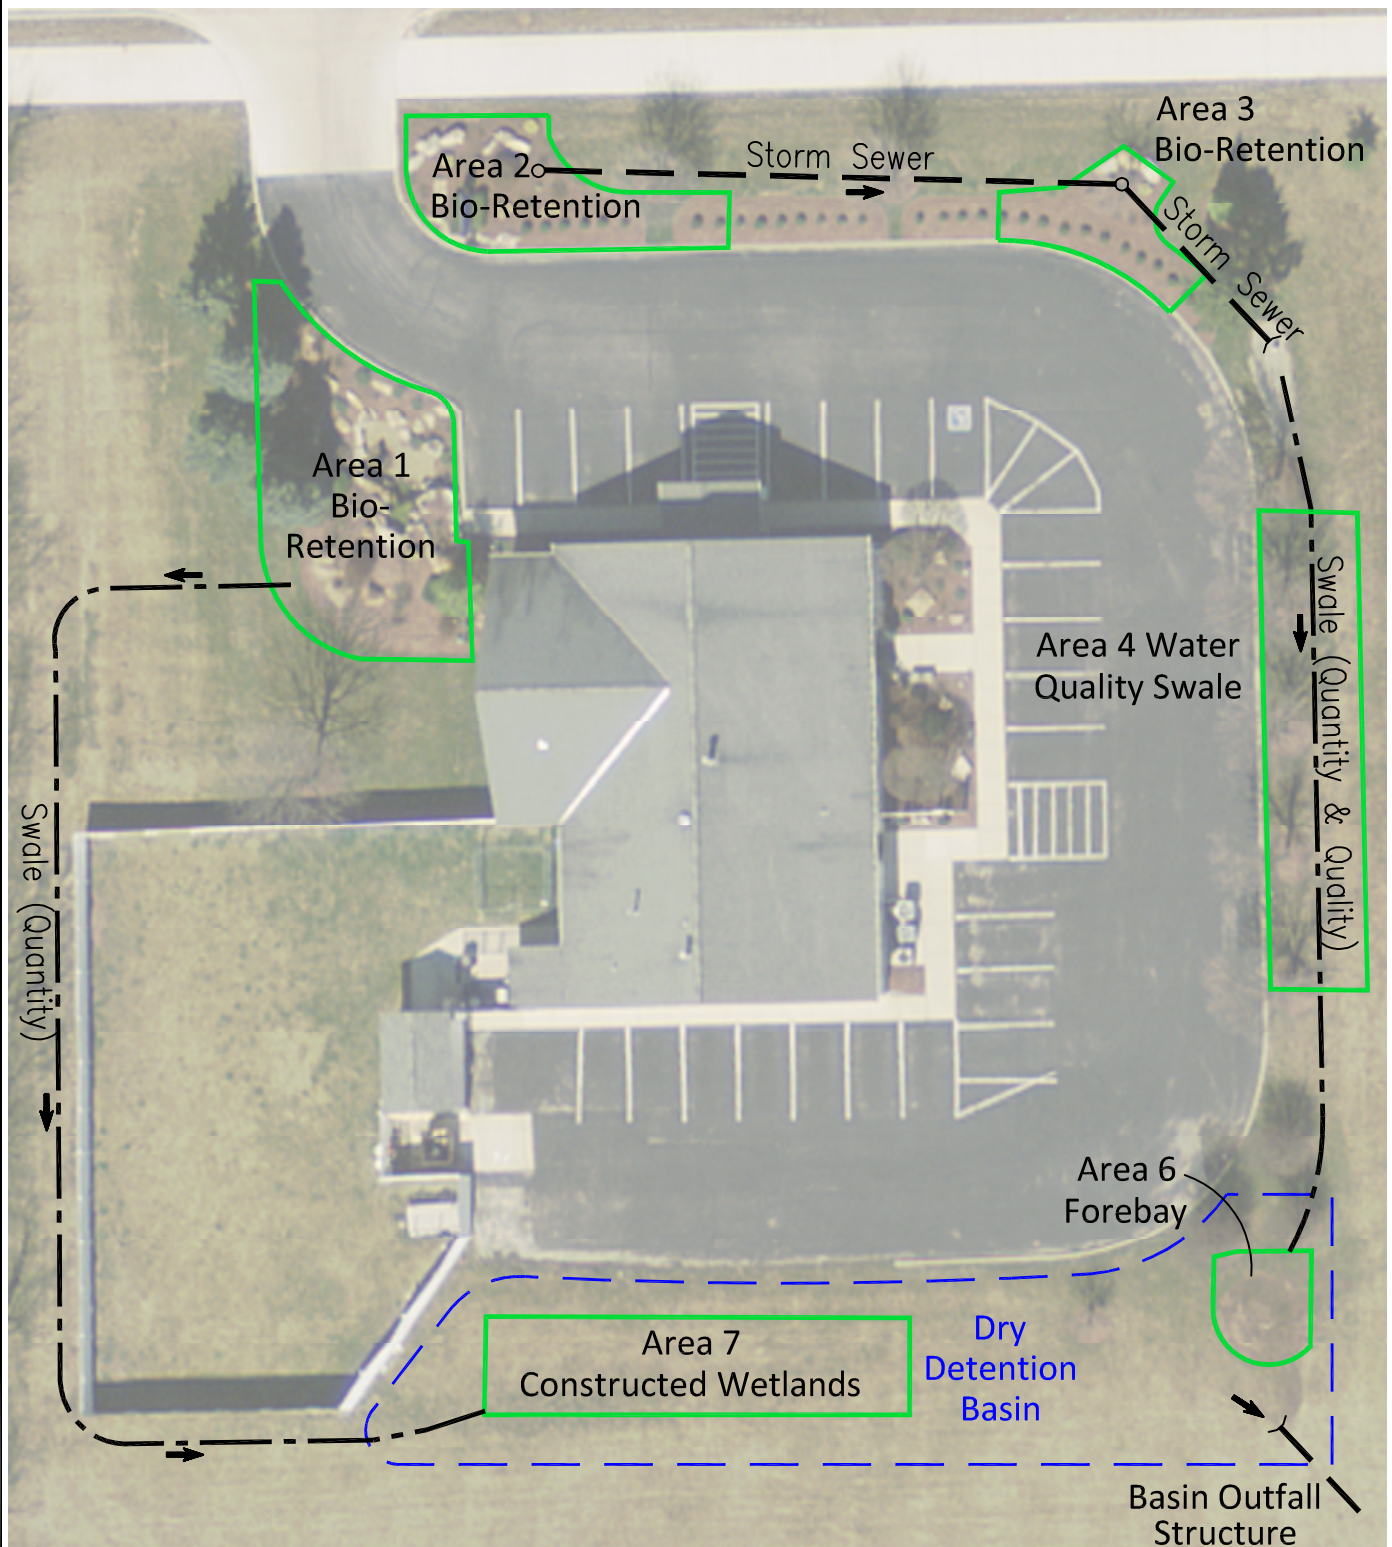 Area 3
Bio-Retention
Area 2
Bio-Retention
Storm Sewer
Storm Sewer
Area 1
Bio-
Retention
Area 4 Water
Quality Swale
Swale (Quantity & Quality)
Swale (Quantity)
Area 6
Forebay
Area 7
Constructed Wetlands
Dry
Detention
Basin
Basin Outfall
Structure